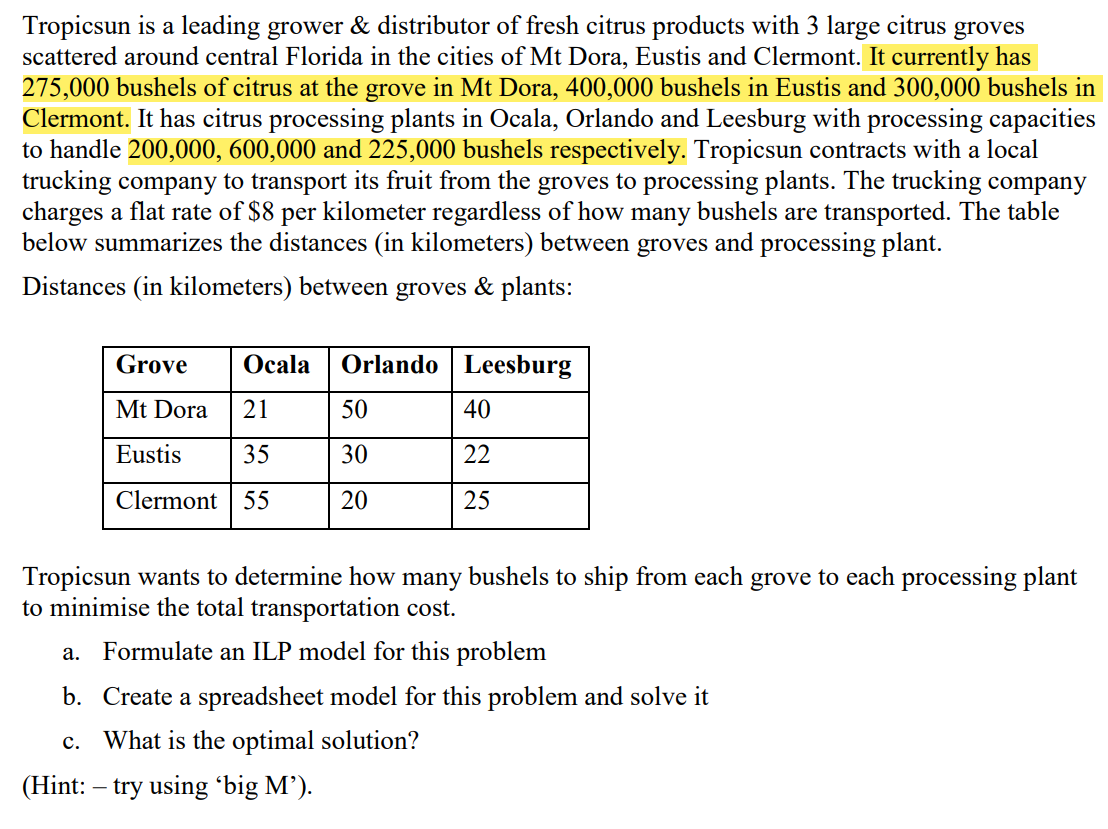 Tropicsun is a leading grower & distributor of fresh citrus products with 3 large citrus groves
scattered around central Florida in the cities of Mt Dora, Eustis and Clermont. It currently has
275,000 bushels of citrus at the grove in Mt Dora, 400,000 bushels in Eustis and 300,000 bushels in
Clermont. It has citrus processing plants in Ocala, Orlando and Leesburg with processing capacities
to handle 200,000, 600,000 and 225,000 bushels respectively. Tropicsun contracts with a local
trucking company to transport its fruit from the groves to processing plants. The trucking company
charges a flat rate of $8 per kilometer regardless of how many bushels are transported. The table
below summarizes the distances (in kilometers) between groves and processing plant.
Distances (in kilometers) between groves & plants:
Grove Ocala Orlando Leesburg
Mt Dora 21 50 40
Eustis 35 30 22
Clermont 55 20 25
Tropicsun wants to determine how many bushels to ship from each grove to each processing plant
to minimise the total transportation cost.
a. Formulate an ILP model for this problem
b. Create a spreadsheet model for this problem and solve it
c. What is the optimal solution?
(Hint: – try using ‘big M’).